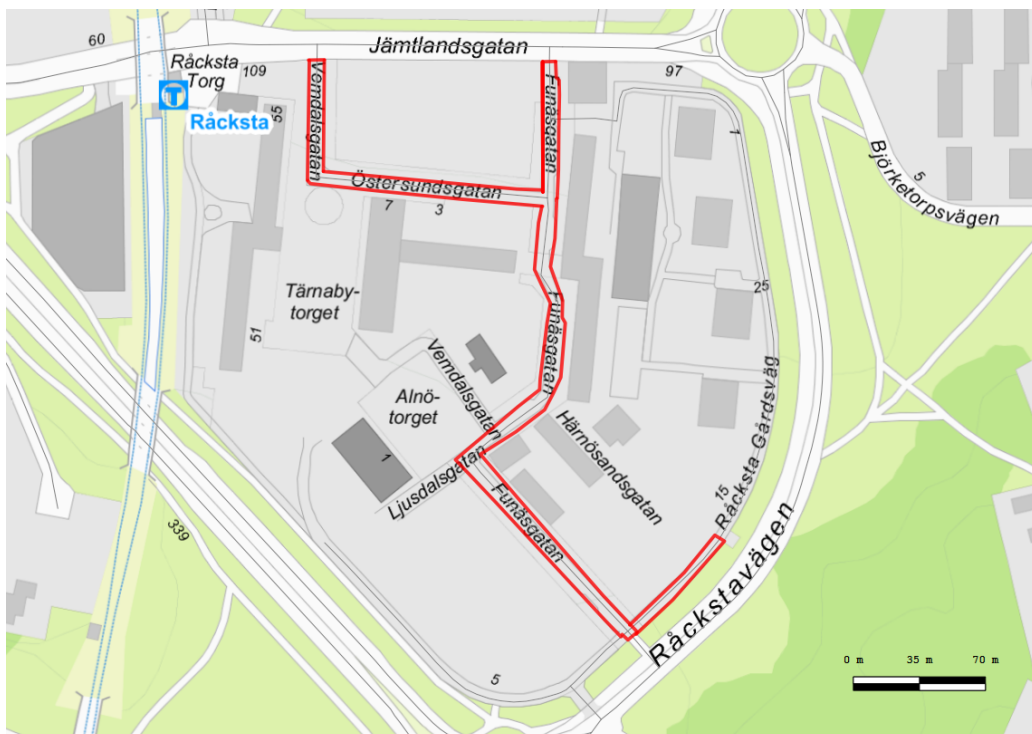 Jämtlandsgatan
60
Råcksta
Torg
109
97
Råcksta
55
Vemdalsgatan
Funäsgatan
1
Björketorpsvägen
5
Östersundsgatan
7
3
Tärnaby-
torget
25
51
Funäsgatan
Vemdalsgatan
Alnö-
torget
Härnösandsgatan
Råcksta Gårdsväg
1
Ljusdalsgatan
15
Funäsgatan
339
Råckstavägen
5
0 m
35 m
70 m